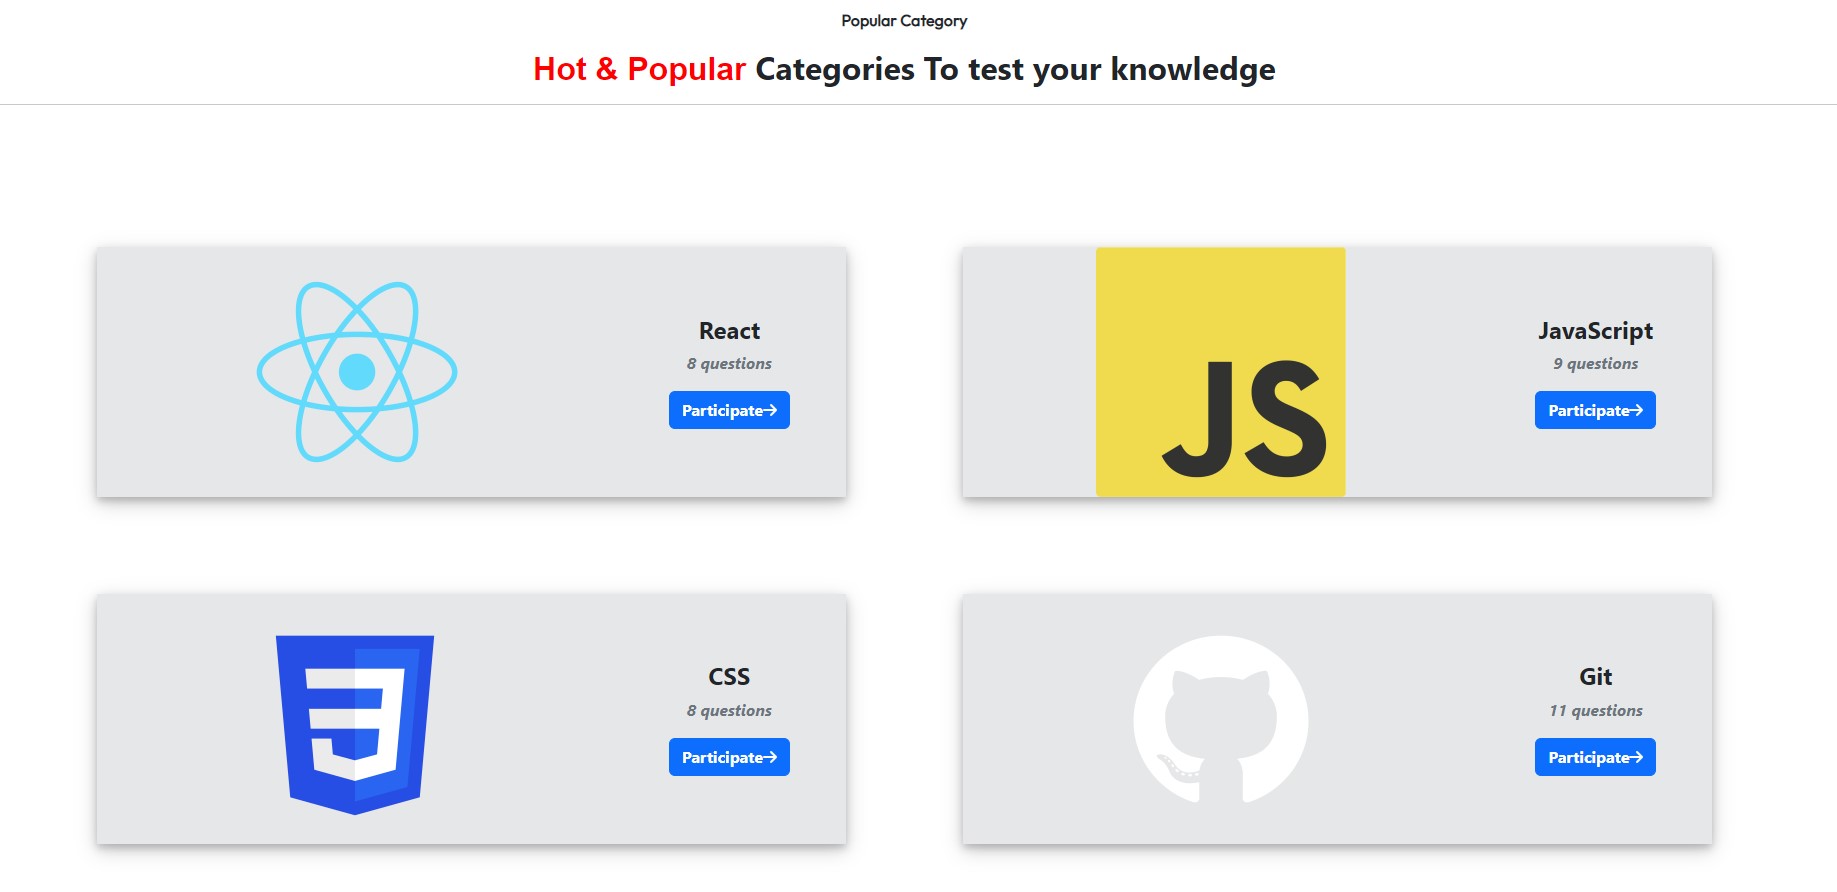 Popular Category
Hot & Popular Categories To test your knowledge
React
8 questions
Participate→
JS
JavaScript
9 questions
Participate→
CSS
8 questions
Participate→
Git
11 questions
Participate→